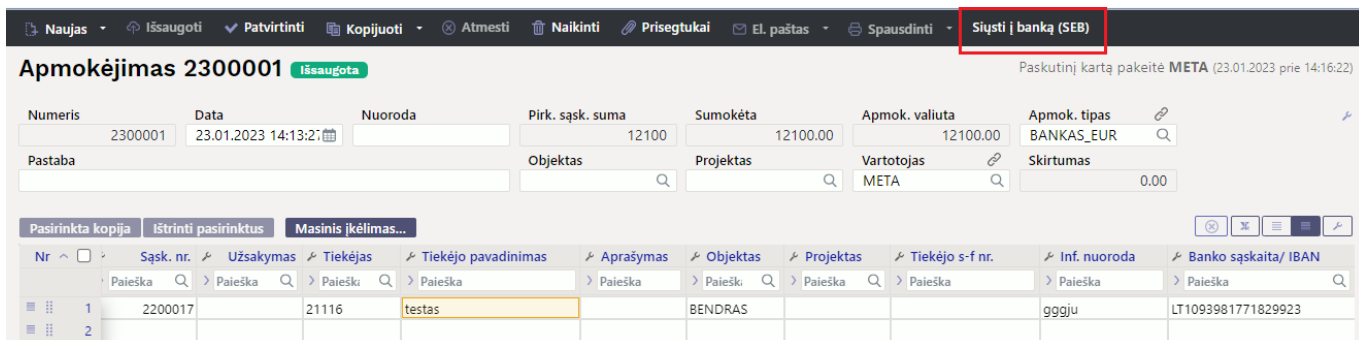 Naujas Išsaugoti Patvirtinti Kopijuoti Atmesti Naikinti Prisegtukai El. paštas Spausdinti Siųsti į banką (SEB)
Apmokėjimas 2300001 Išsaugota Paskutinį kartą pakeitė META (23.01.2023 prie 14:16:22)
Numeris Data Nuoroda Pirk. sąsk. suma Sumokėta Apmok. valiuta Apmok. tipas
2300001 23.01.2023 14:13:27 12100 12100.00 12100.00 BANKAS_EUR
Pastaba Objektas Projektas Vartotojas Skirtumas
META 0.00
Pasirinkta kopija Ištrinti pasirinktus Masinis įkėlimas...
Nr Sąsk. nr. Užsakymas Tiekėjas Tiekėjo pavadinimas Aprašymas Objektas Projektas Tiekėjo s-f nr. Inf. nuoroda Banko sąskaita/ IBAN
Paieška Paieška Paieška Paieška Paieška Paieška Paieška Paieška Paieška Paieška
1 2200017 21116 testas BENDRAS gggju LT1093981771829923
2